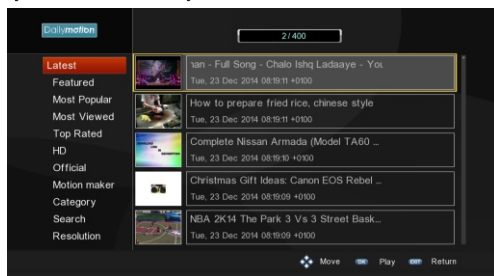 Dailymotion
2/400
Latest
Featured
Most Popular
Most Viewed
Top Rated
HD
Official
Motion maker
Category
Search
Resolution
nan - Full Song - Chalo Ishq Ladaaye - You
Tue, 23 Dec 2014 08:19:11 +0100
How to prepare fried rice, chinese style
Tue, 23 Dec 2014 08:19:11 +0100
Complete Nissan Armada (Model TA60 ...
Tue, 23 Dec 2014 08:19:10 +0100
Christmas Gift Ideas: Canon EOS Rebel ...
Tue, 23 Dec 2014 08:19:09 +0100
NBA 2K14 The Park 3 Vs 3 Street Bask...
Tue, 23 Dec 2014 08:19:09 +0100
Move OK Play EXIT Return